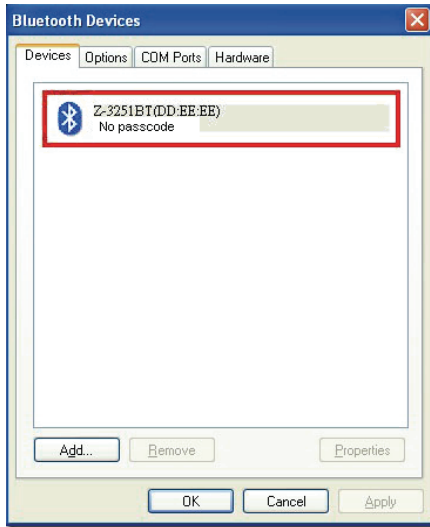 Bluetooth Devices
Devices Options COM Ports Hardware
Z-3251BT(DD:EE:EE)
No passcode
Add... Remove Properties
OK Cancel Apply